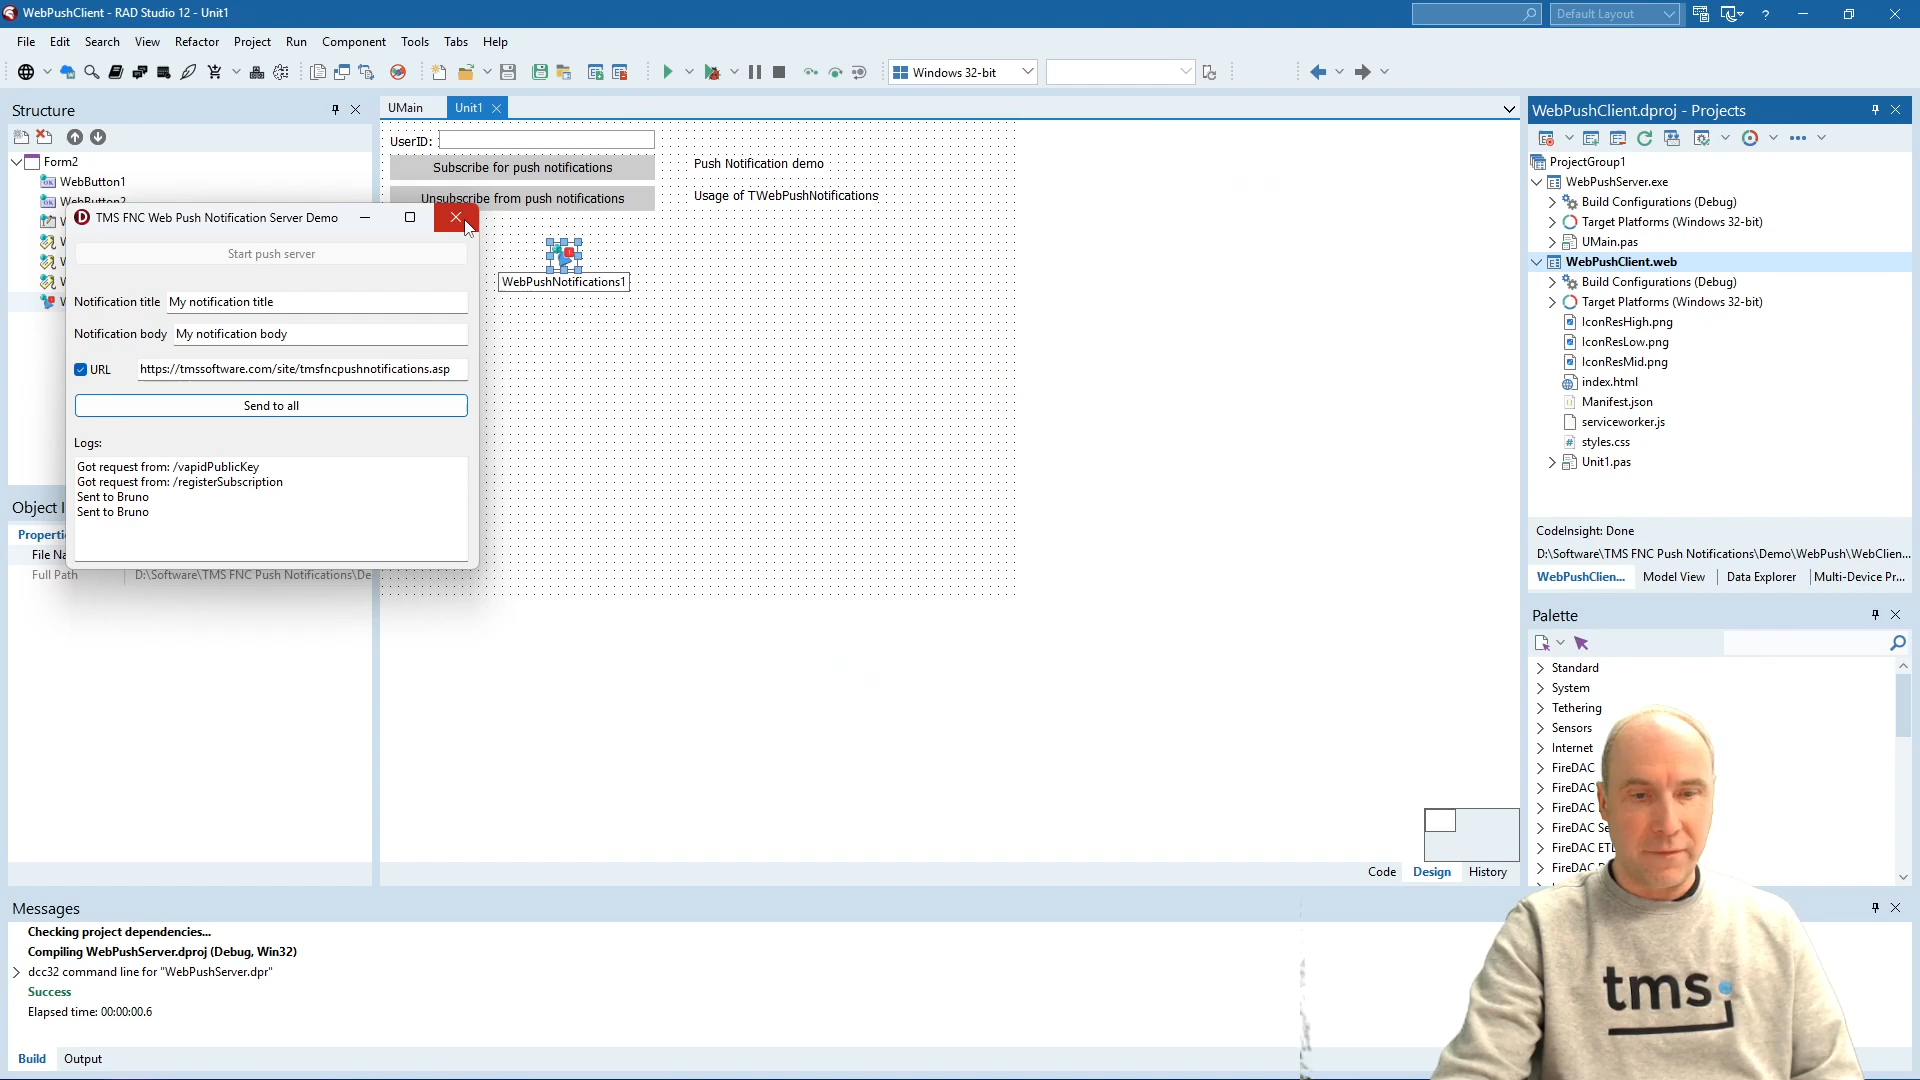 WebPushClient - RAD Studio 12 - Unit1
Default Layout
File Edit Search View Refactor Project Run Component Tools Tabs Help
Windows 32-bit
Structure
Form2
WebButton1
WebButton2
UMain
Unit1
UserID:
Subscribe for push notifications
Unsubscribe from push notifications
Push Notification demo
Usage of TWebPushNotifications
WebPushNotifications1
TMS FNC Web Push Notification Server Demo
Start push server
Notification title
My notification title
Notification body
My notification body
URL
https://tmssoftware.com/site/tmsfncpushnotifications.asp
Send to all
Logs:
Got request from: /vapidPublicKey
Got request from: /registerSubscription
Sent to Bruno
Sent to Bruno
Object I
Properti
File Na
Full Path
D:\Software\TMS FNC Push Notifications\De
Code
Design
History
WebPushClient.dproj - Projects
ProjectGroup1
WebPushServer.exe
Build Configurations (Debug)
Target Platforms (Windows 32-bit)
UMain.pas
WebPushClient.web
Build Configurations (Debug)
Target Platforms (Windows 32-bit)
IconResHigh.png
IconResLow.png
IconResMid.png
index.html
Manifest.json
serviceworker.js
styles.css
Unit1.pas
CodeInsight: Done
D:\Software\TMS FNC Push Notifications\Demo\WebPush\WebClien...
WebPushClien...
Model View
Data Explorer
Multi-Device Pr...
Palette
Standard
System
Tethering
Sensors
Internet
FireDAC
FireDAC
FireDAC
FireDAC Se
FireDAC ETL
FireDAC
Messages
Checking project dependencies...
Compiling WebPushServer.dproj (Debug, Win32)
dcc32 command line for "WebPushServer.dpr"
Success
Elapsed time: 00:00:00.6
Build
Output
tms